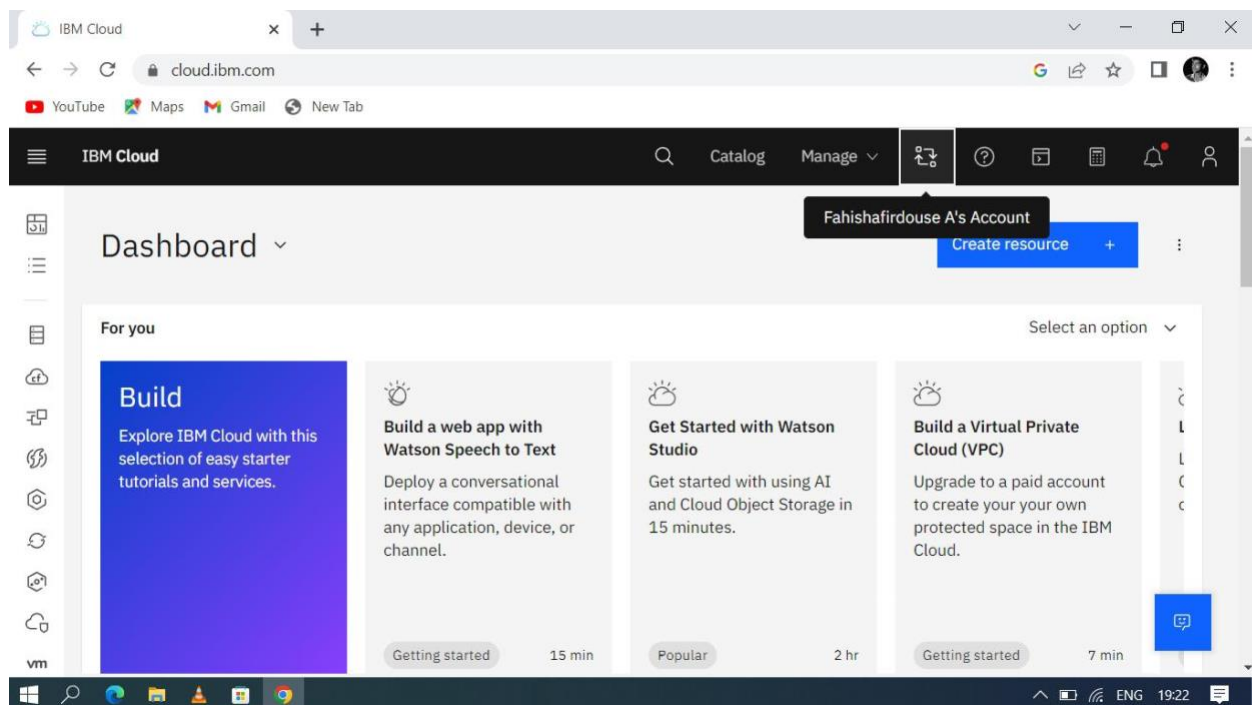 IBM Cloud
cloud.ibm.com
YouTube Maps Gmail New Tab
IBM Cloud Catalog Manage
Fahishafirdouse A's Account
Dashboard
Create resource +
For you Select an option
Build
Explore IBM Cloud with this
selection of easy starter
tutorials and services.
Build a web app with
Watson Speech to Text
Deploy a conversational
interface compatible with
any application, device, or
channel.
Getting started 15 min
Get Started with Watson
Studio
Get started with using AI
and Cloud Object Storage in
15 minutes.
Popular 2 hr
Build a Virtual Private
Cloud (VPC)
Upgrade to a paid account
to create your your own
protected space in the IBM
Cloud.
Getting started 7 min
vm
ENG 19:22